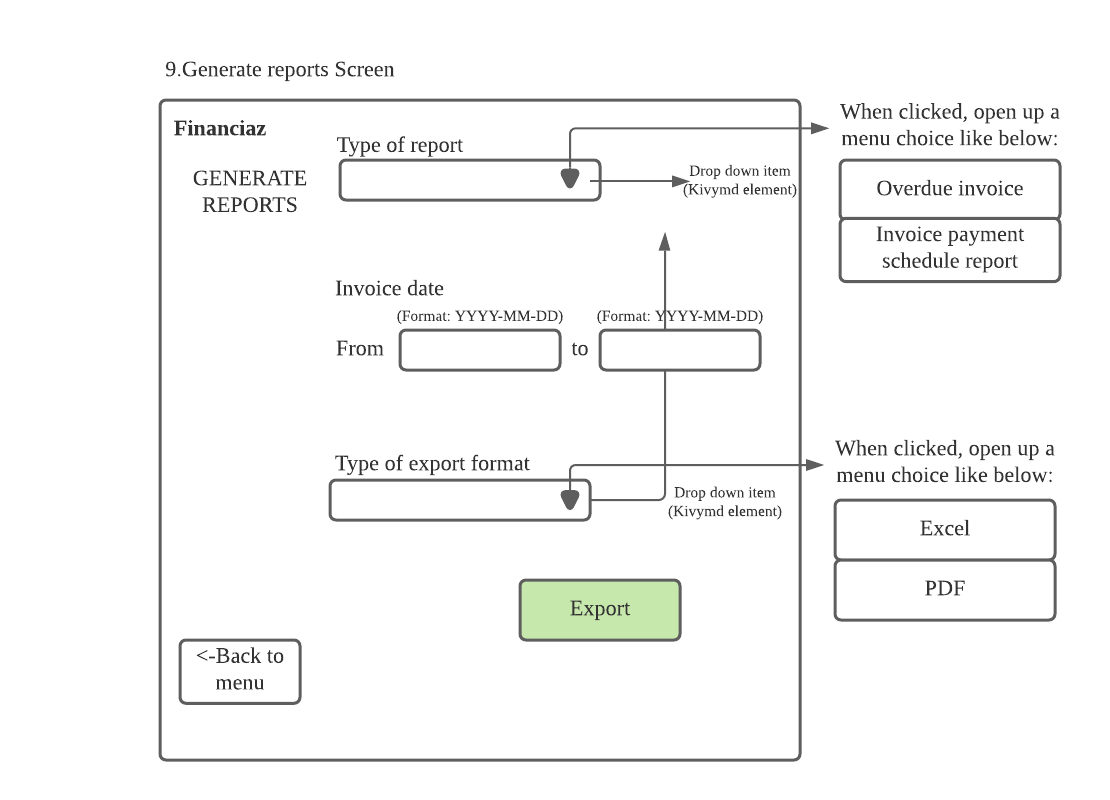 9.Generate reports Screen
Financiaz
GENERATE
REPORTS
Type of report
Drop down item
(Kivymd element)
When clicked, open up a
menu choice like below:
Overdue invoice
Invoice payment
schedule report
Invoice date
(Format: YYYY-MM-DD)
(Format: YYYY-MM-DD)
From
to
Type of export format
Drop down item
(Kivymd element)
When clicked, open up a
menu choice like below:
Excel
PDF
Export
<-Back to
menu